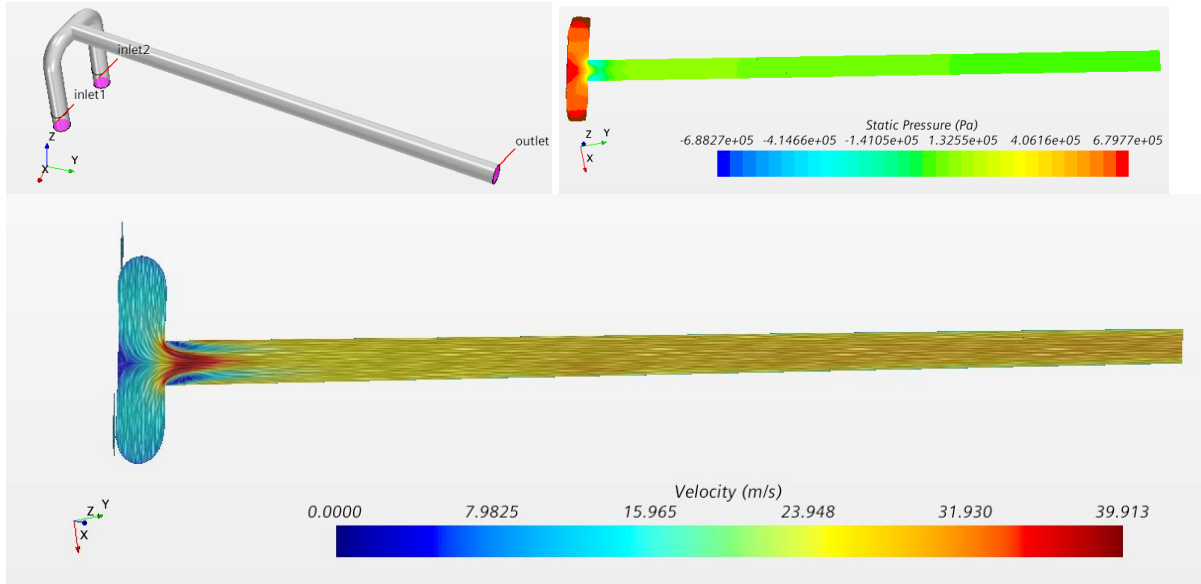 inlet2
inlet1
Z
Y
X
outlet
Static Pressure (Pa)
-6.8827e+05 -4.1466e+05 -1.4105e+05 1.3255e+05 4.0616e+05 6.7977e+05
Z Y
X
Velocity (m/s)
0.0000 7.9825 15.965 23.948 31.930 39.913
Z Y
X